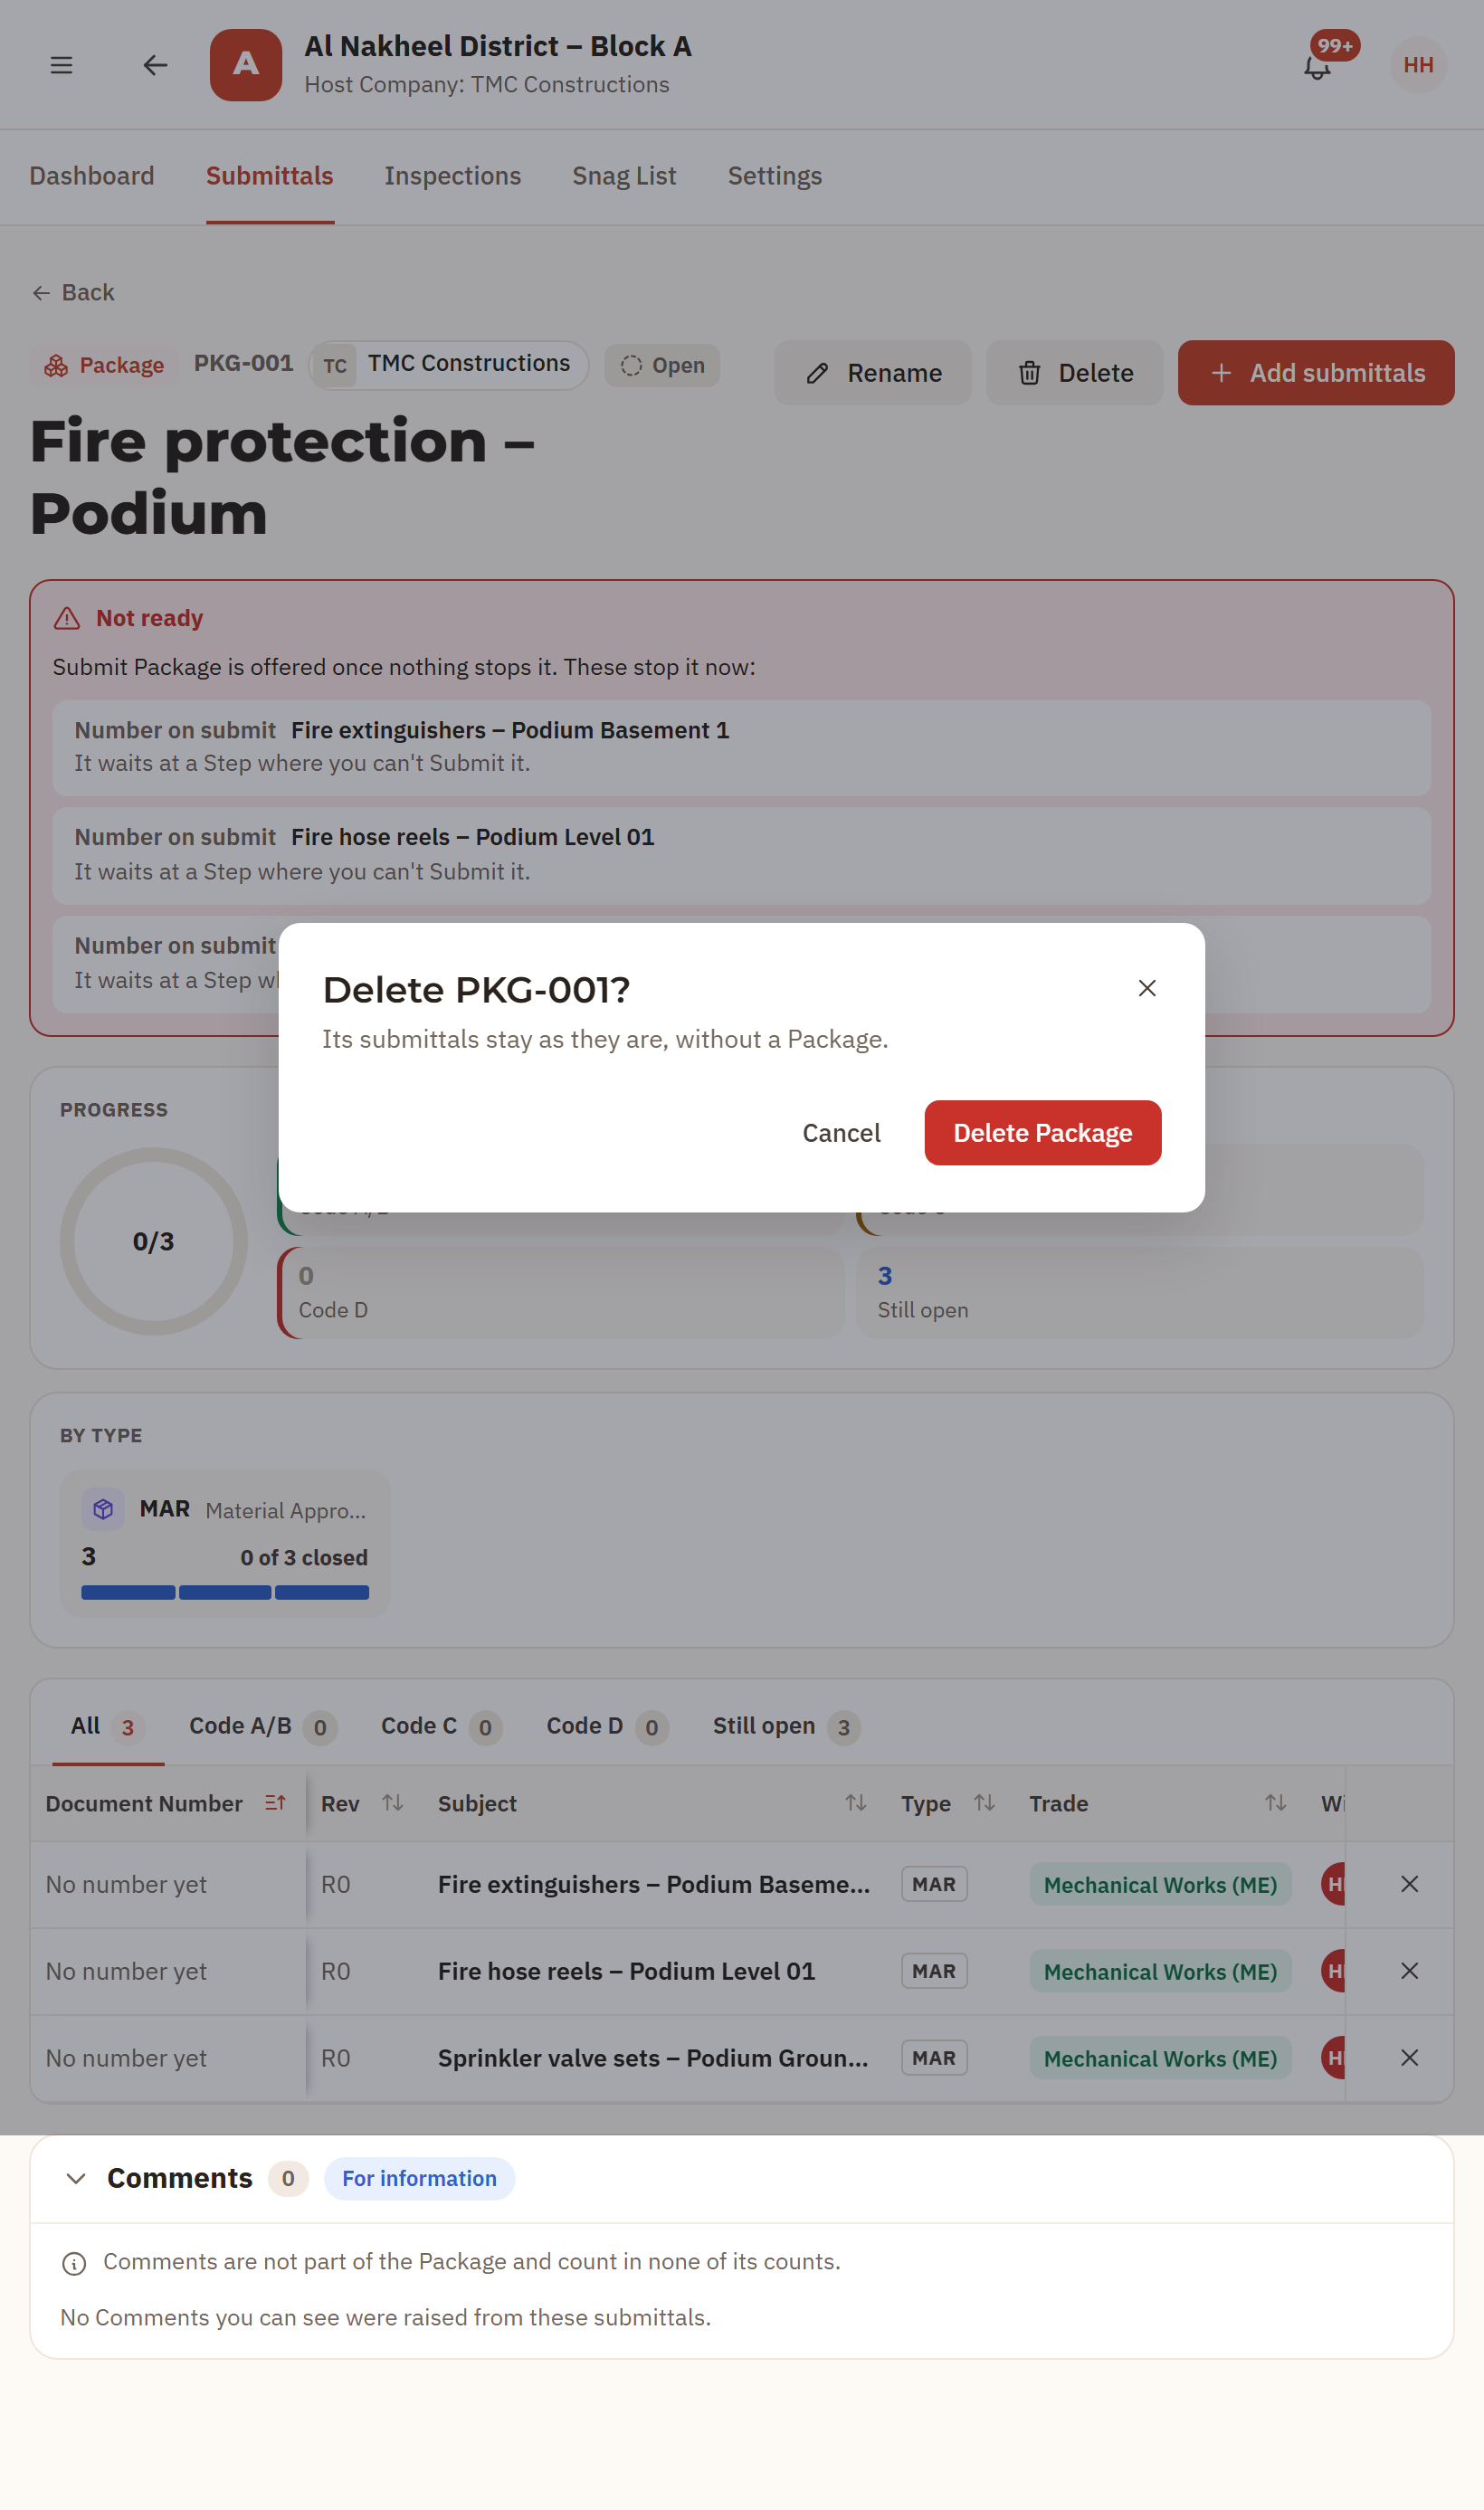 A
Al Nakheel District – Block A
Host Company: TMC Constructions
99+
HH
Dashboard
Submittals
Inspections
Snag List
Settings
Back
Package
PKG-001
TC
TMC Constructions
Open
Rename
Delete
Add submittals
Fire protection –
Podium
Not ready
Submit Package is offered once nothing stops it. These stop it now:
Number on submit Fire extinguishers – Podium Basement 1
It waits at a Step where you can't Submit it.
Number on submit Fire hose reels – Podium Level 01
It waits at a Step where you can't Submit it.
Number on submit
It waits at a Step
Delete PKG-001?
Its submittals stay as they are, without a Package.
Cancel
Delete Package
PROGRESS
0/3
0
Code D
3
Still open
BY TYPE
MAR Material Appro...
3
0 of 3 closed
All 3
Code A/B 0
Code C 0
Code D 0
Still open 3
Document Number
Rev
Subject
Type
Trade
No number yet
R0
Fire extinguishers – Podium Baseme...
MAR
Mechanical Works (ME)
No number yet
R0
Fire hose reels – Podium Level 01
MAR
Mechanical Works (ME)
No number yet
R0
Sprinkler valve sets – Podium Groun...
MAR
Mechanical Works (ME)
Comments 0 For information
Comments are not part of the Package and count in none of its counts.
No Comments you can see were raised from these submittals.